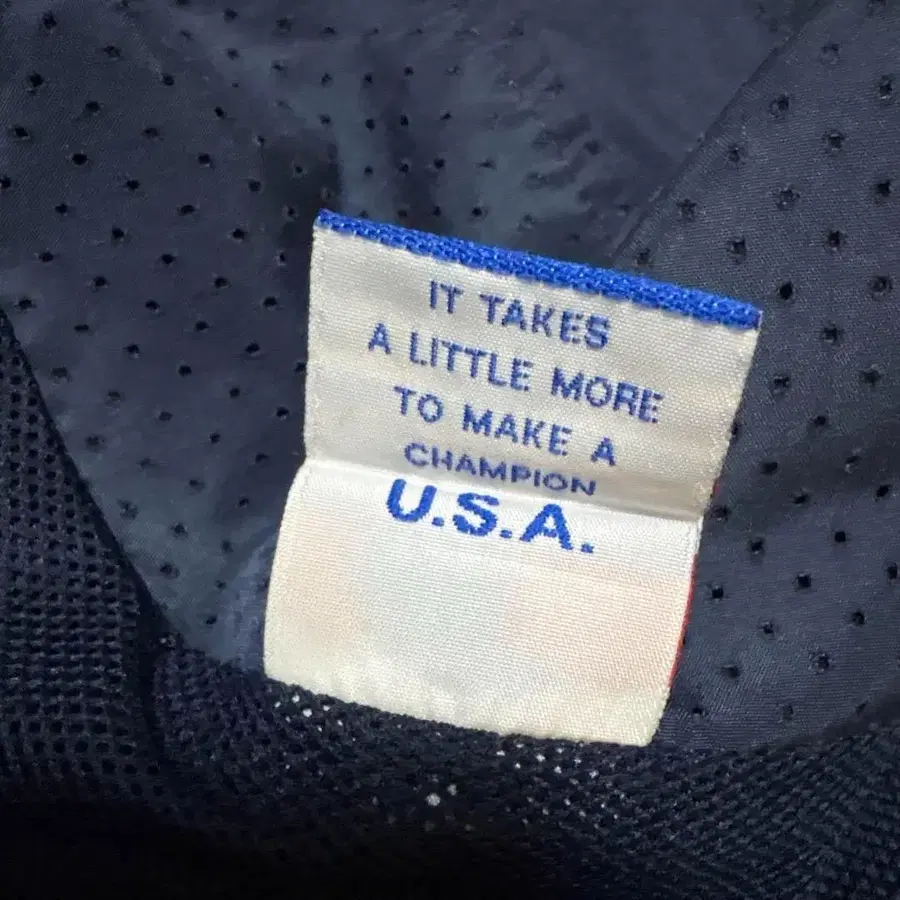 IT TAKES
A LITTLE MORE
TO MAKE A
CHAMPION
U.S.A.